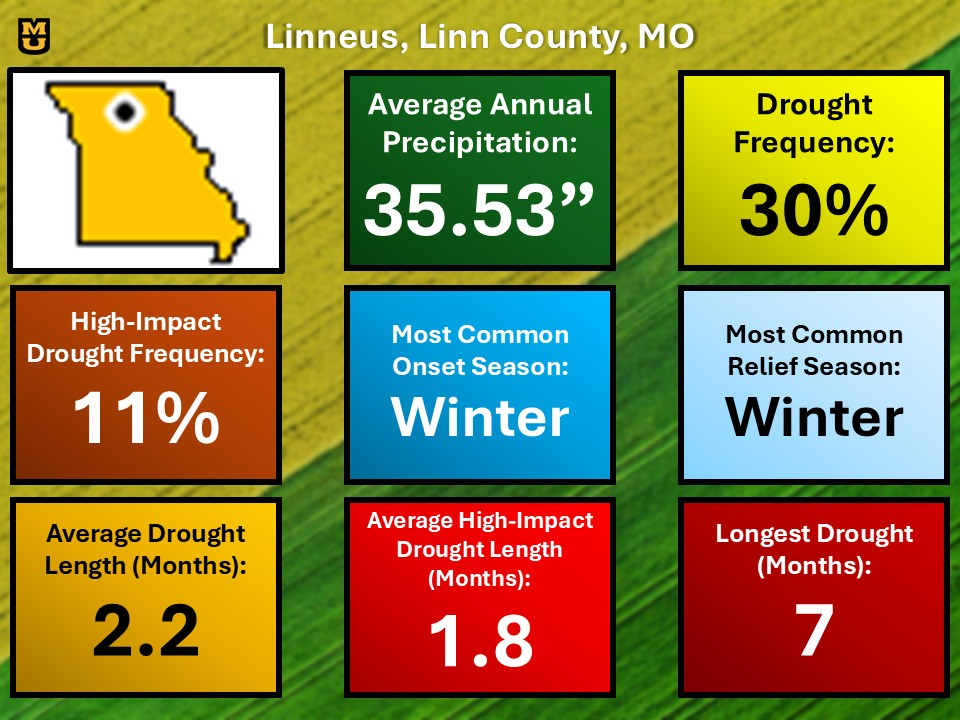 MU
Linneus, Linn County, MO
Average Annual
Precipitation:
35.53”
Drought
Frequency:
30%
High-Impact
Drought Frequency:
11%
Most Common
Onset Season:
Winter
Most Common
Relief Season:
Winter
Average Drought
Length (Months):
2.2
Average High-Impact
Drought Length
(Months):
1.8
Longest Drought
(Months):
7